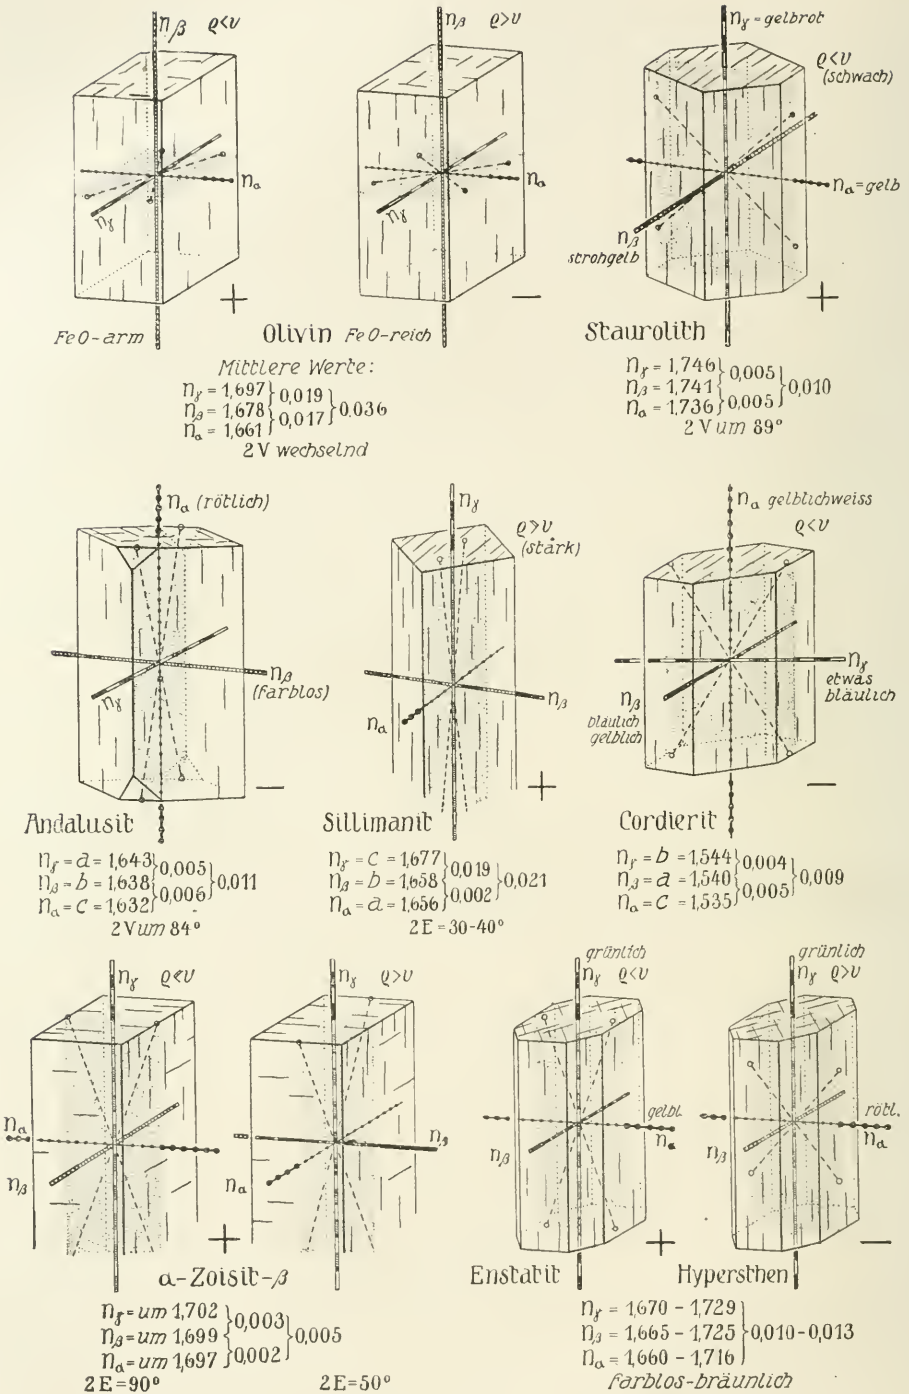 nβ ϱ<υ
nβ ϱ>υ
nγ = gelbrot
ϱ<υ
(schwach)
nα
nγ
nα
nγ
nα = gelb
nβ
strohgelb
+
−
+
FeO-arm
Olivin
FeO-reich
Staurolith
Mittlere Werte:
nγ = 1,697
nβ = 1,678
nα = 1,661
0,019
0,017
0,036
2V wechselnd
nγ = 1,746
nβ = 1,741
nα = 1,736
0,005
0,005
0,010
2V um 89°
nα (rötlich)
nγ
ϱ>υ
(stark)
nα gelblichweiss
ϱ<υ
nβ
(farblos)
nγ
nβ
nα
nγ
etwas
bläulich
nβ
bläulich
gelblich
−
+
−
Andalusit
Sillimanit
Cordierit
nγ = a = 1,643
nβ = b = 1,638
nα = c = 1,632
0,005
0,006
0,011
2V um 84°
nγ = c = 1,677
nβ = b = 1,658
nα = a = 1,656
0,019
0,002
0,021
2E = 30-40°
nγ = b = 1,544
nβ = a = 1,540
nα = c = 1,535
0,004
0,005
0,009
nγ ϱ<υ
nγ ϱ>υ
grünlich
nγ ϱ<υ
grünlich
nγ ϱ>υ
nα
nβ
nβ
nα
gelbl.
nα
nβ
rötl.
nα
nβ
+
+
−
α-Zoisit-β
Enstatit
Hypersthen
nγ = um 1,702
nβ = um 1,699
nα = um 1,697
0,003
0,002
0,005
2E = 90°
2E = 50°
nγ = 1,670 - 1,729
nβ = 1,665 - 1,725
nα = 1,660 - 1,716
0,010-0,013
farblos-bräunlich